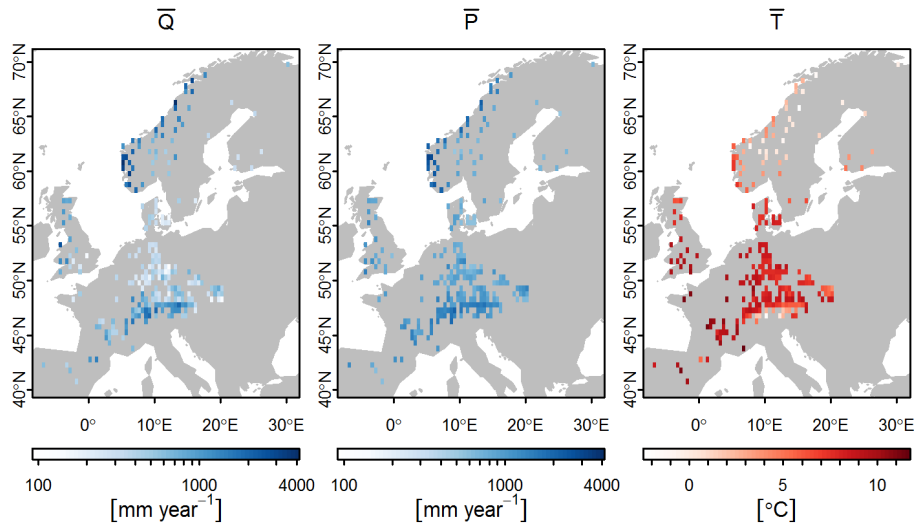 Q̅ P̅ T̅
70°N 70°N 70°N
65°N 65°N 65°N
60°N 60°N 60°N
55°N 55°N 55°N
50°N 50°N 50°N
45°N 45°N 45°N
40°N 40°N 40°N
0° 10°E 20°E 30°E 0° 10°E 20°E 30°E 0° 10°E 20°E 30°E
100 1000 4000 100 1000 4000 0 5 10
[mm year⁻¹] [mm year⁻¹] [°C]